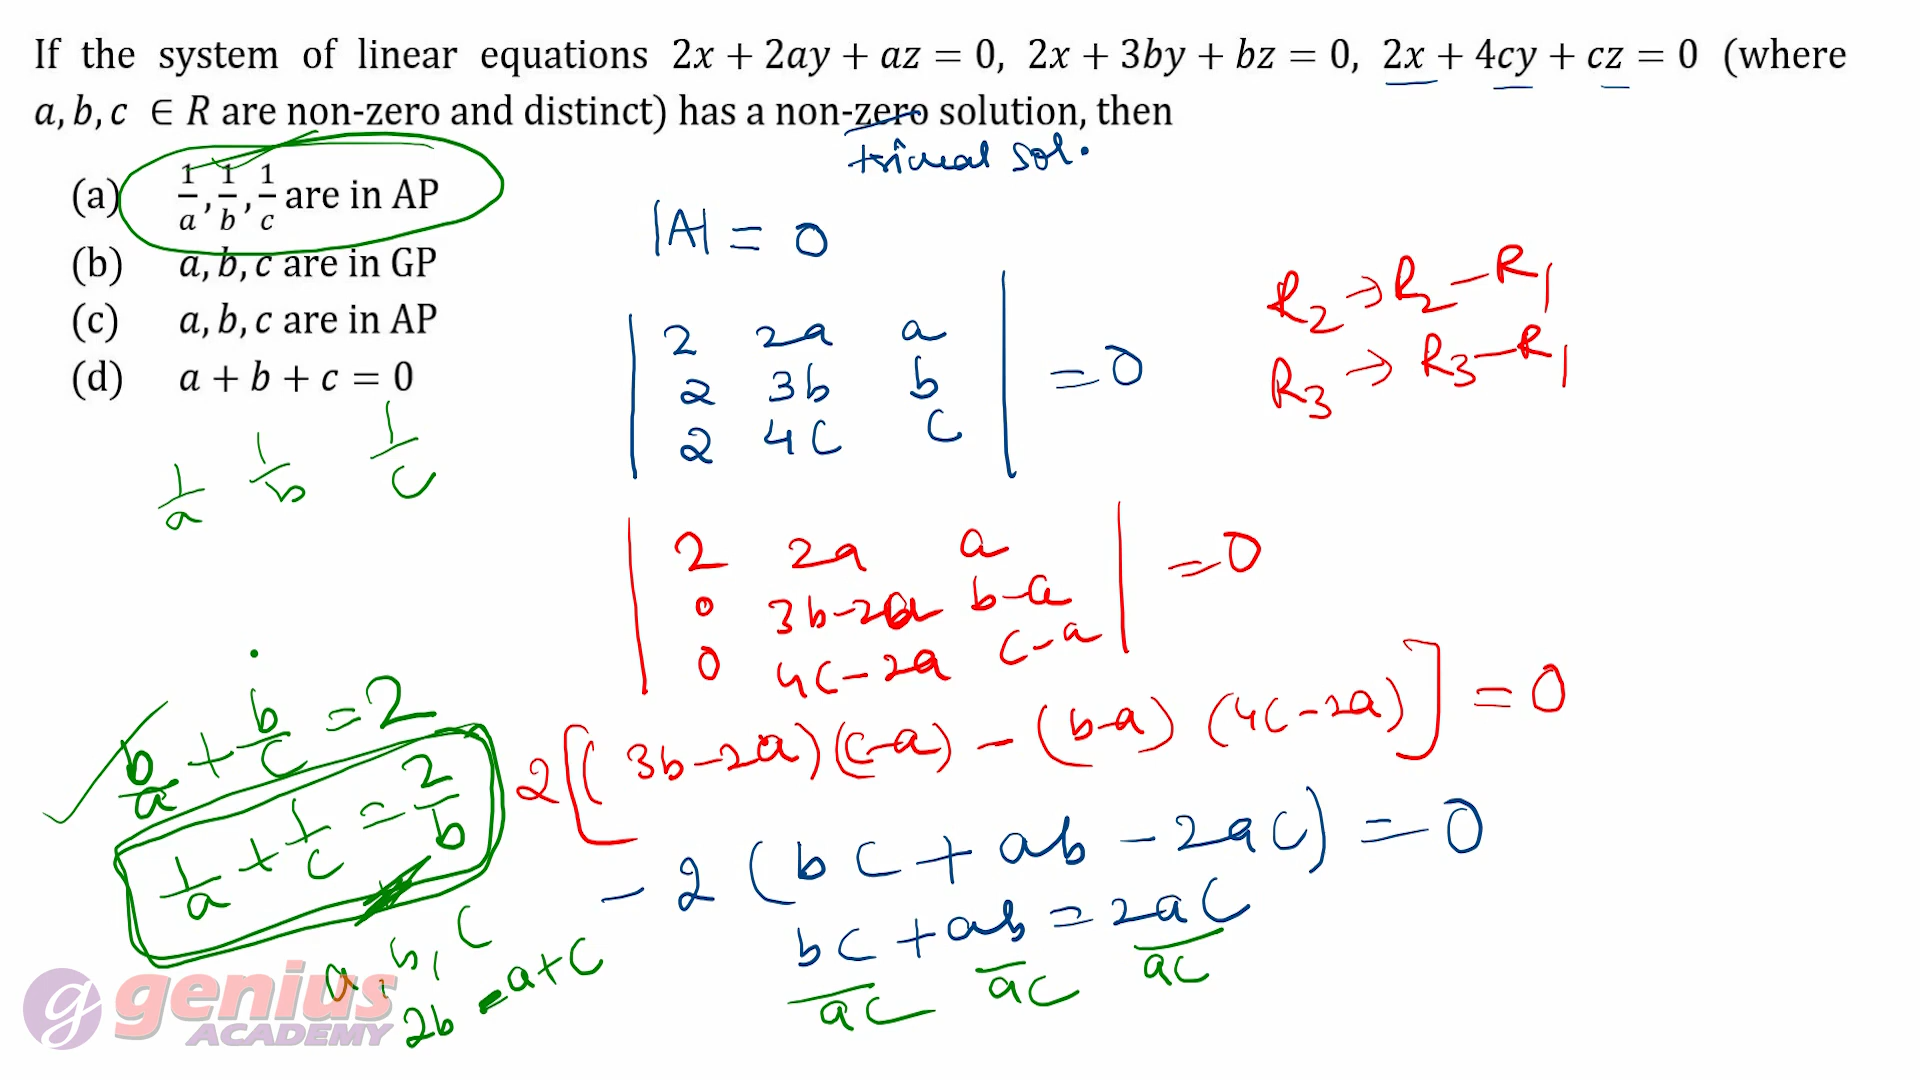 If the system of linear equations 2x + 2ay + az = 0, 2x + 3by + bz = 0, 2x + 4cy + cz = 0 (where
a, b, c ∈ R are non-zero and distinct) has a non-zero solution, then
trivial sol.
(a) 1/a, 1/b, 1/c are in AP
(b) a, b, c are in GP
(c) a, b, c are in AP
(d) a + b + c = 0
|A| = 0
R2 → R2 – R1
R3 → R3 – R1
| 2 2a a |
| 2 3b b | = 0
| 2 4c c |
1/a 1/b 1/c
| 2 2a a | = 0
| 0 3b–2a b–a |
| 0 4c–2a c–a |
2[(3b–2a)(c–a) – (b–a)(4c–2a)] = 0
– 2 (bc + ab – 2ac) = 0
bc/ac + ab/ac = 2ac/ac
b/a + b/c = 2
1/a + 1/c = 2/b
a, b, c
2b = a+c
g genius
ACADEMY